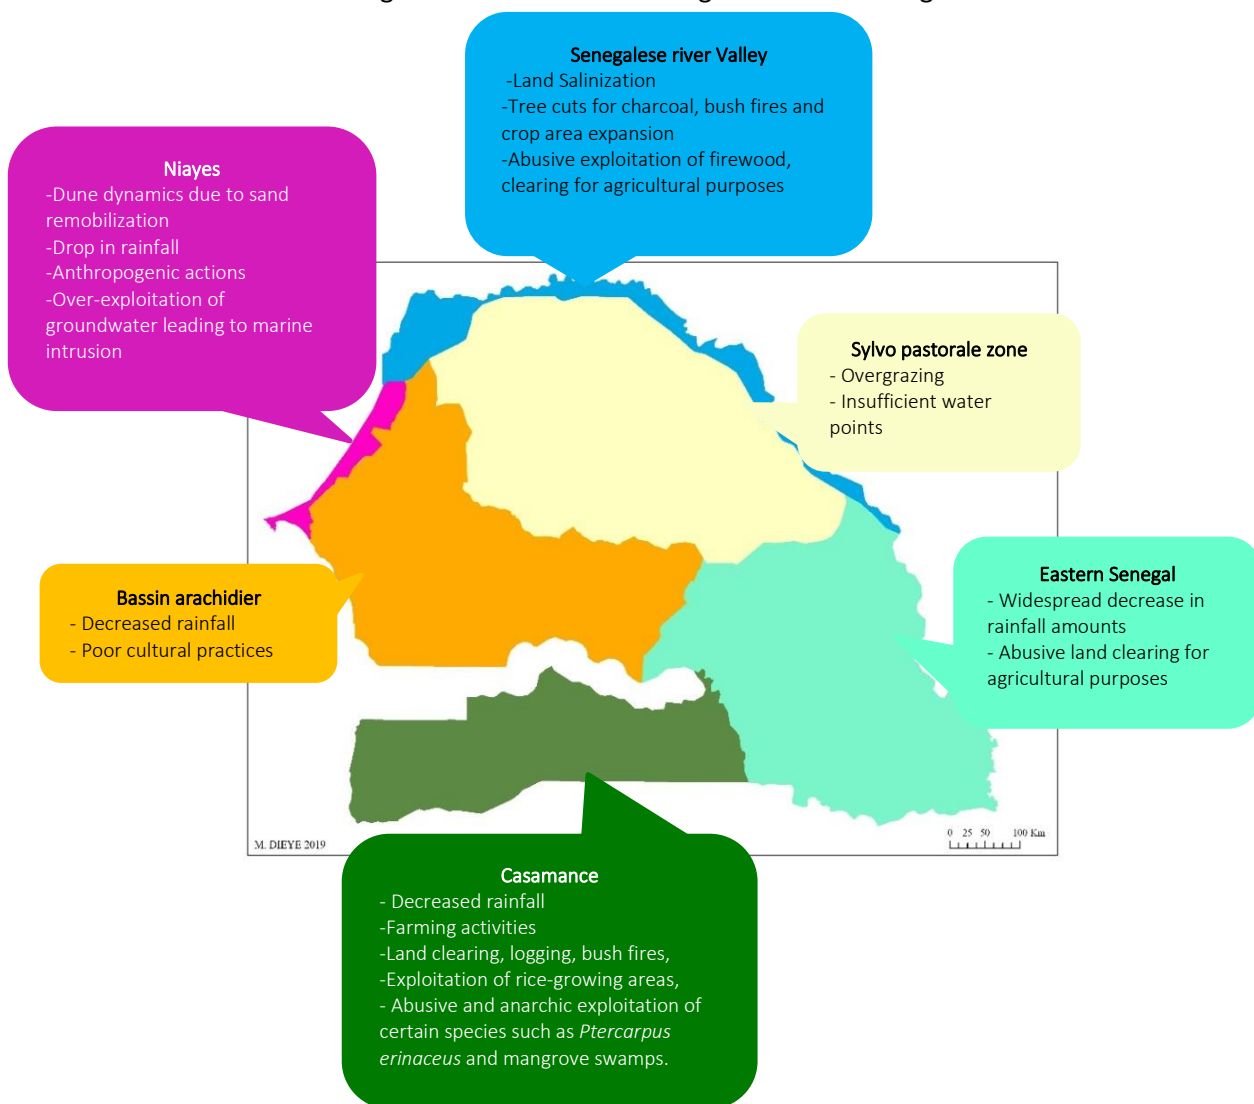 Senegalese river Valley
-Land Salinization
-Tree cuts for charcoal, bush fires and
crop area expansion
-Abusive exploitation of firewood,
clearing for agricultural purposes
Niayes
-Dune dynamics due to sand
remobilization
-Drop in rainfall
-Anthropogenic actions
-Over-exploitation of
groundwater leading to marine
intrusion
Sylvo pastorale zone
- Overgrazing
- Insufficient water
points
Bassin arachidier
- Decreased rainfall
- Poor cultural practices
Eastern Senegal
- Widespread decrease in
rainfall amounts
- Abusive land clearing for
agricultural purposes
M. DIEYE 2019
0 25 50 100 Km
Casamance
- Decreased rainfall
-Farming activities
-Land clearing, logging, bush fires,
-Exploitation of rice-growing areas,
- Abusive and anarchic exploitation of
certain species such as Ptercarpus
erinaceus and mangrove swamps.